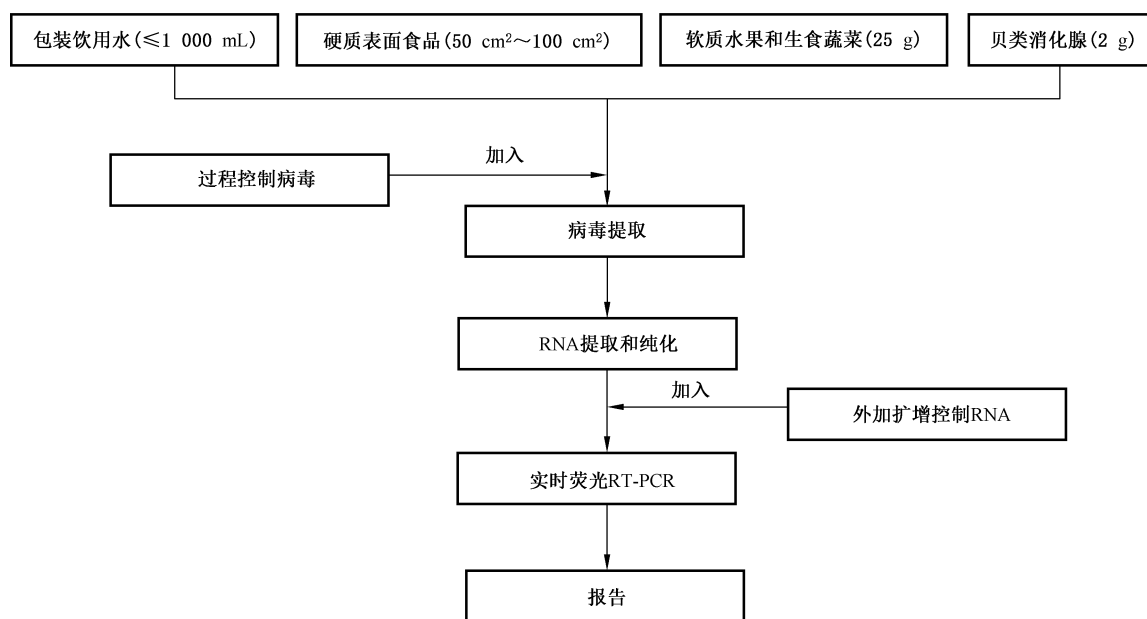 包装饮用水(≤1 000 mL)
硬质表面食品(50 cm²～100 cm²)
软质水果和生食蔬菜(25 g)
贝类消化腺(2 g)
过程控制病毒
加入
病毒提取
RNA提取和纯化
加入
外加扩增控制RNA
实时荧光RT-PCR
报告